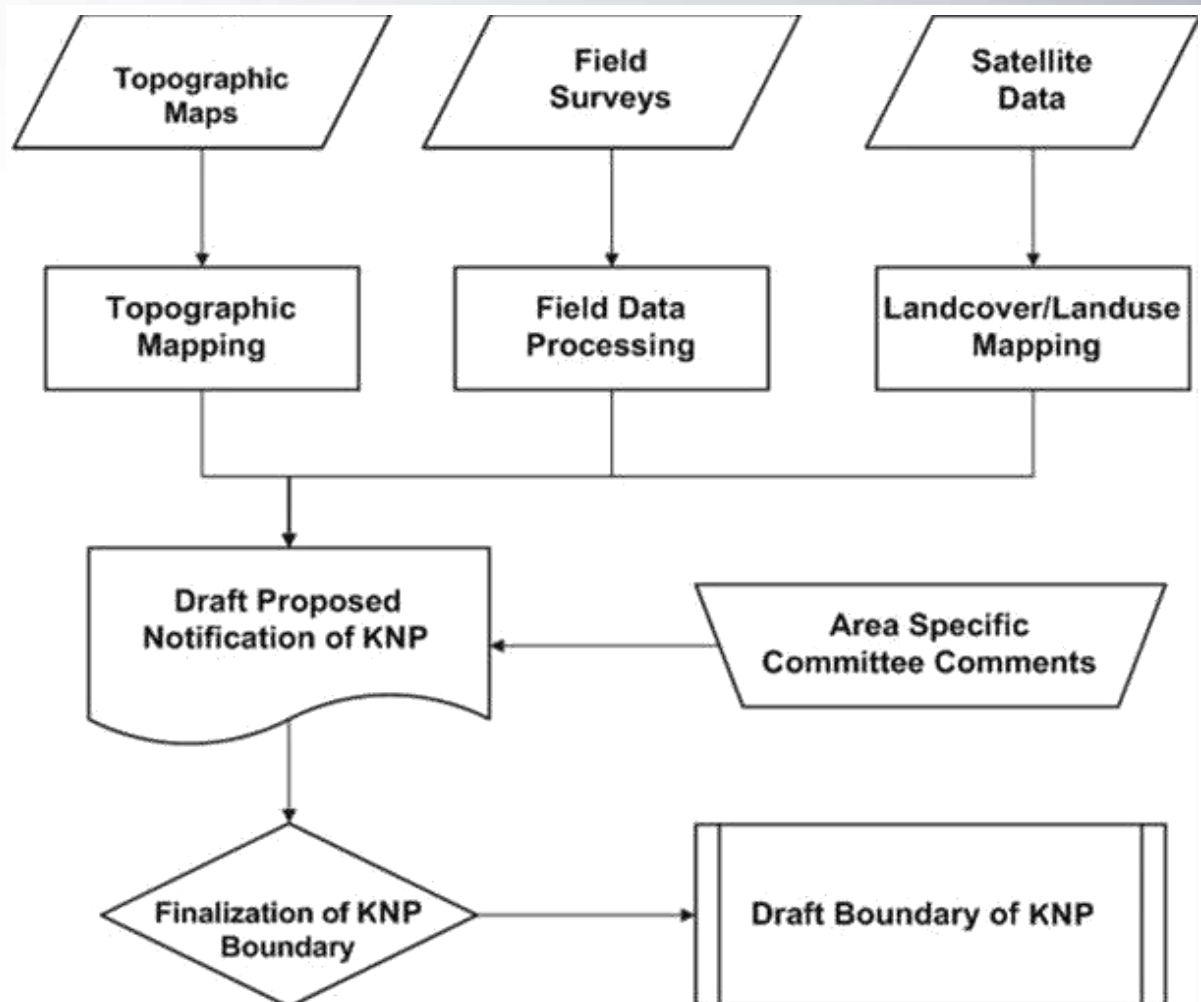 Topographic
Maps
Field
Surveys
Satellite
Data
Topographic
Mapping
Field Data
Processing
Landcover/Landuse
Mapping
Draft Proposed
Notification of KNP
Area Specific
Committee Comments
Finalization of KNP
Boundary
Draft Boundary of KNP